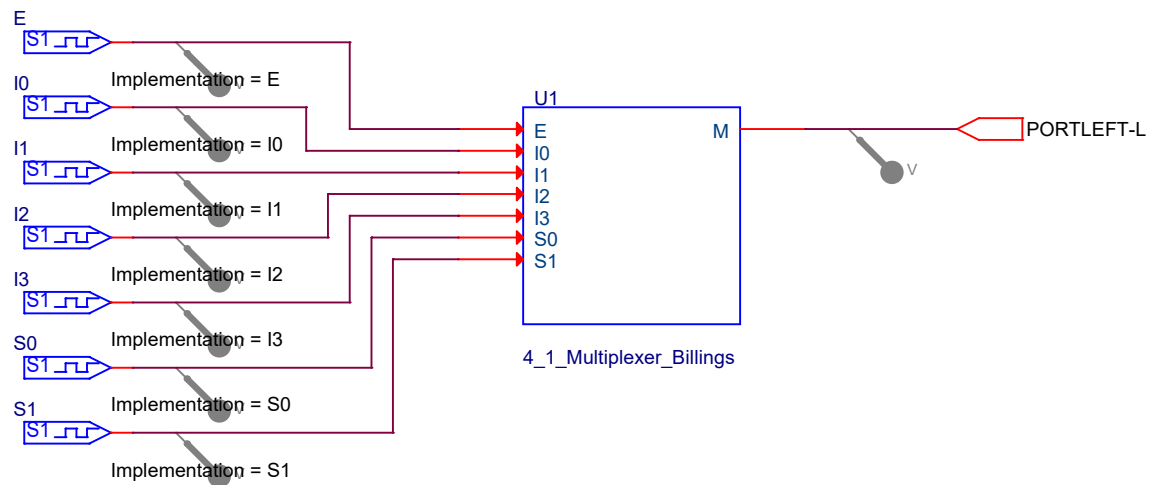 E
S1
Implementation = E
I0
S1
Implementation = I0
I1
S1
Implementation = I1
I2
S1
Implementation = I2
I3
S1
Implementation = I3
S0
S1
Implementation = S0
S1
S1
Implementation = S1
U1
E
I0
I1
I2
I3
S0
S1
M
4_1_Multiplexer_Billings
V
PORTLEFT-L